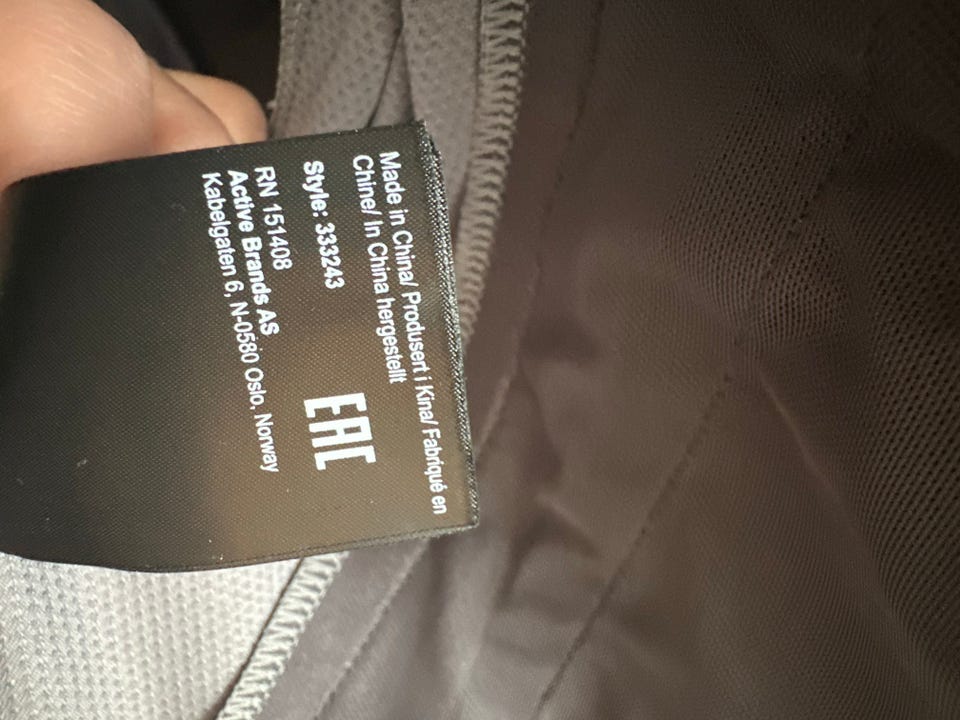 Made in China/ Produsert i Kina/ Fabriqué en
Chine/ In China hergestellt
Style: 333243
EAC
RN 151408
Active Brands AS
Kabelgaten 6, N-0580 Oslo, Norway